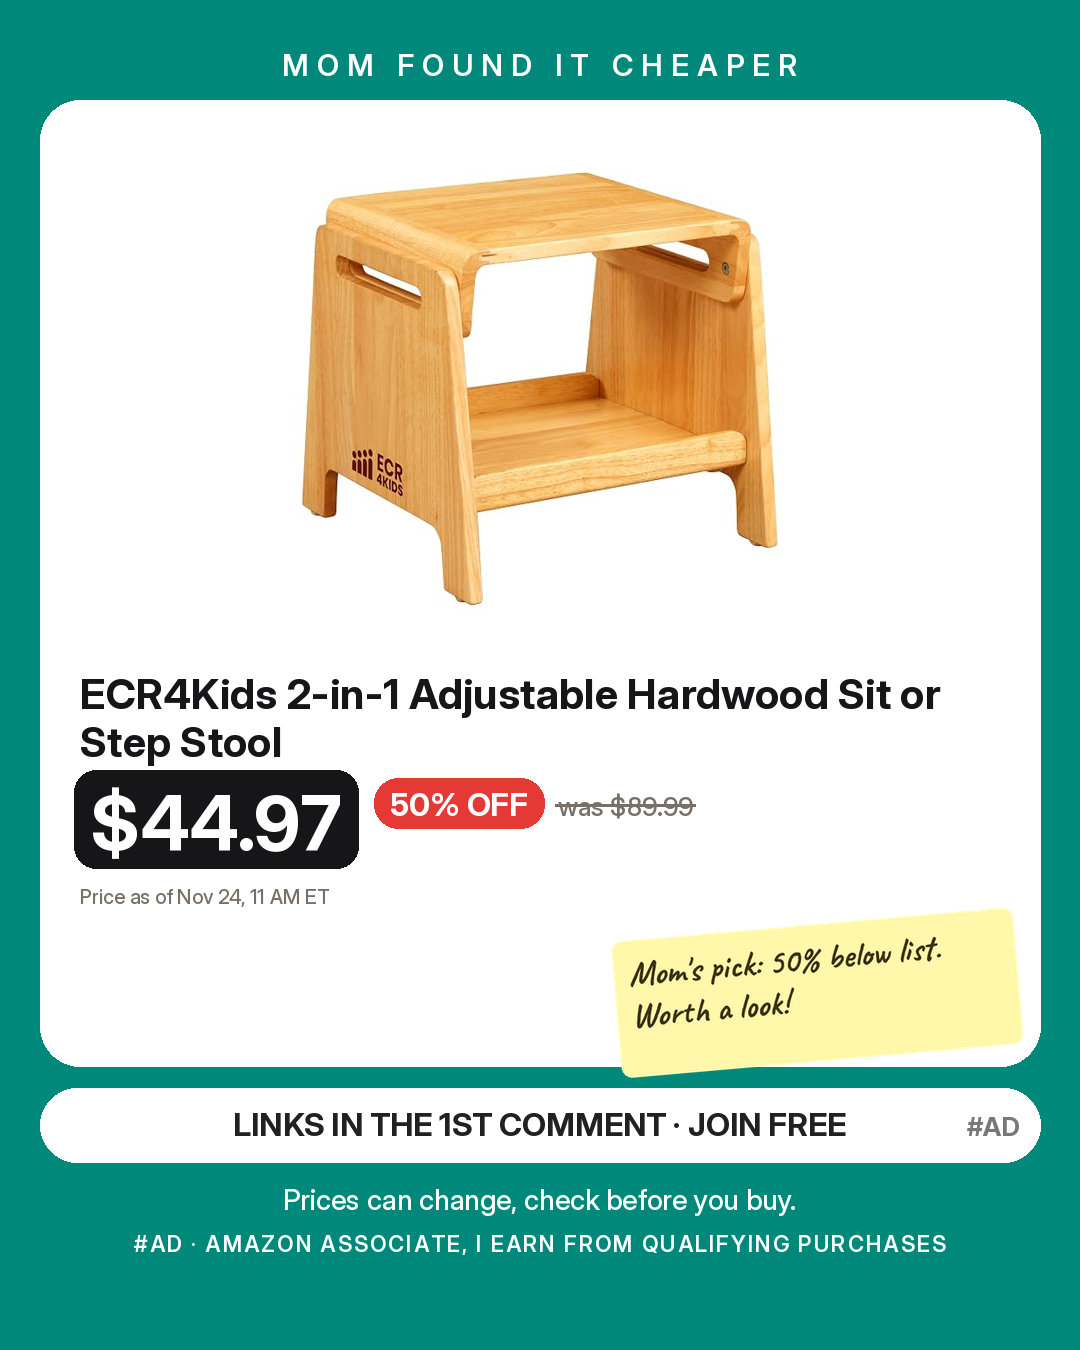 MOM FOUND IT CHEAPER
ECR
4KIDS
ECR4Kids 2-in-1 Adjustable Hardwood Sit or
Step Stool
$44.97
50% OFF was $89.99
Price as of Nov 24, 11 AM ET
Mom's pick: 50% below list.
Worth a look!
LINKS IN THE 1ST COMMENT · JOIN FREE #AD
Prices can change, check before you buy.
#AD · AMAZON ASSOCIATE, I EARN FROM QUALIFYING PURCHASES